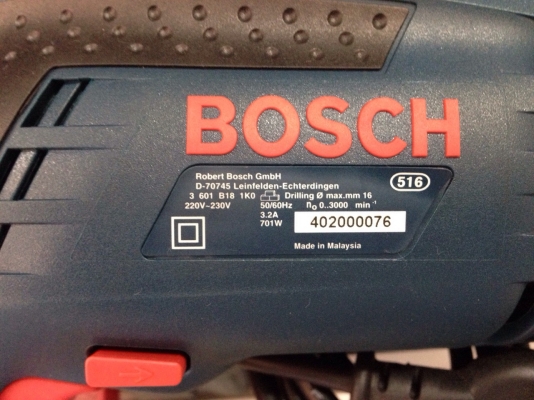 BOSCH
Robert Bosch GmbH
D-70745 Leinfelden-Echterdingen
516
3 601 B18 1K0 Drilling Ø max.mm 16
220V~230V 50/60Hz n₀ 0..3000 min⁻¹
3.2A
701W
402000076
Made in Malaysia